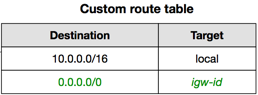 Custom route table
Destination Target
10.0.0.0/16 local
0.0.0.0/0 igw-id